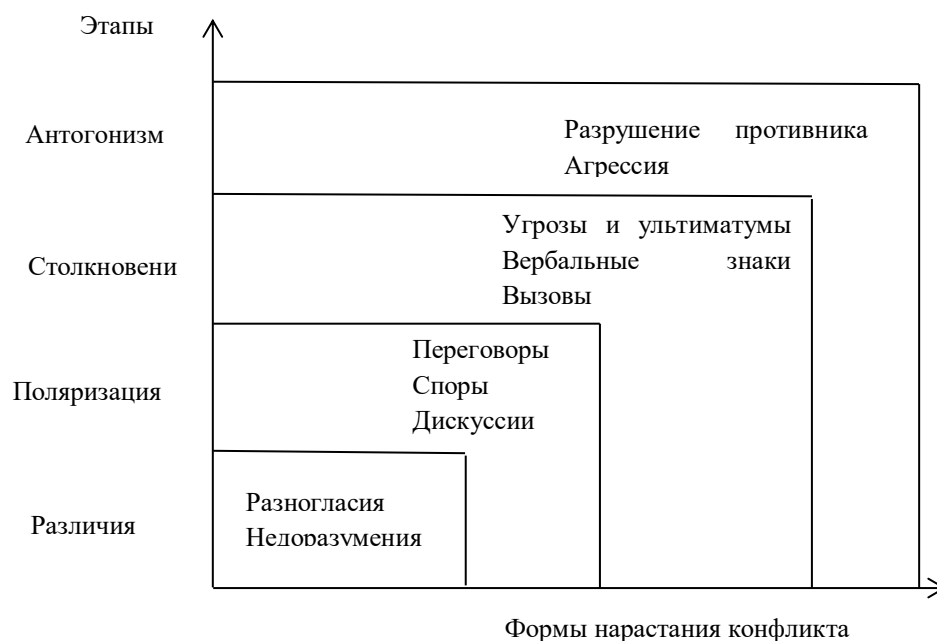 Этапы
Антогонизм
Разрушение противника
Агрессия
Столкновени
Угрозы и ультиматумы
Вербальные знаки
Вызовы
Поляризация
Переговоры
Споры
Дискуссии
Различия
Разногласия
Недоразумения
Формы нарастания конфликта